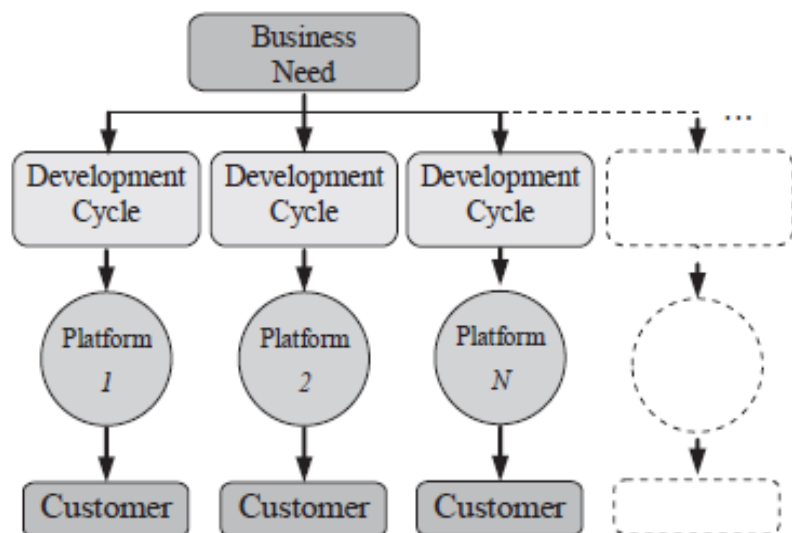 Business
Need
...
Development
Cycle
Development
Cycle
Development
Cycle
Platform
1
Platform
2
Platform
N
Customer
Customer
Customer